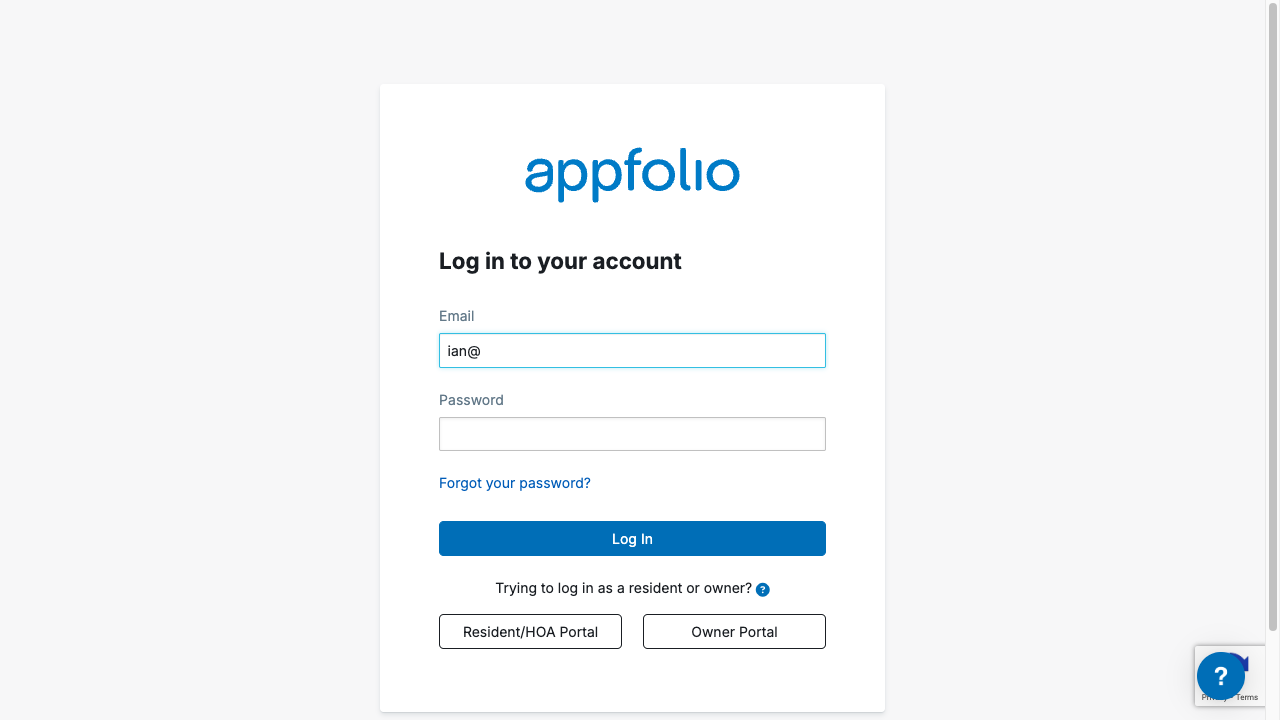 appfolio
Log in to your account
Email
ian@
Password
Forgot your password?
Log In
Trying to log in as a resident or owner? ?
Resident/HOA Portal
Owner Portal
?
Terms